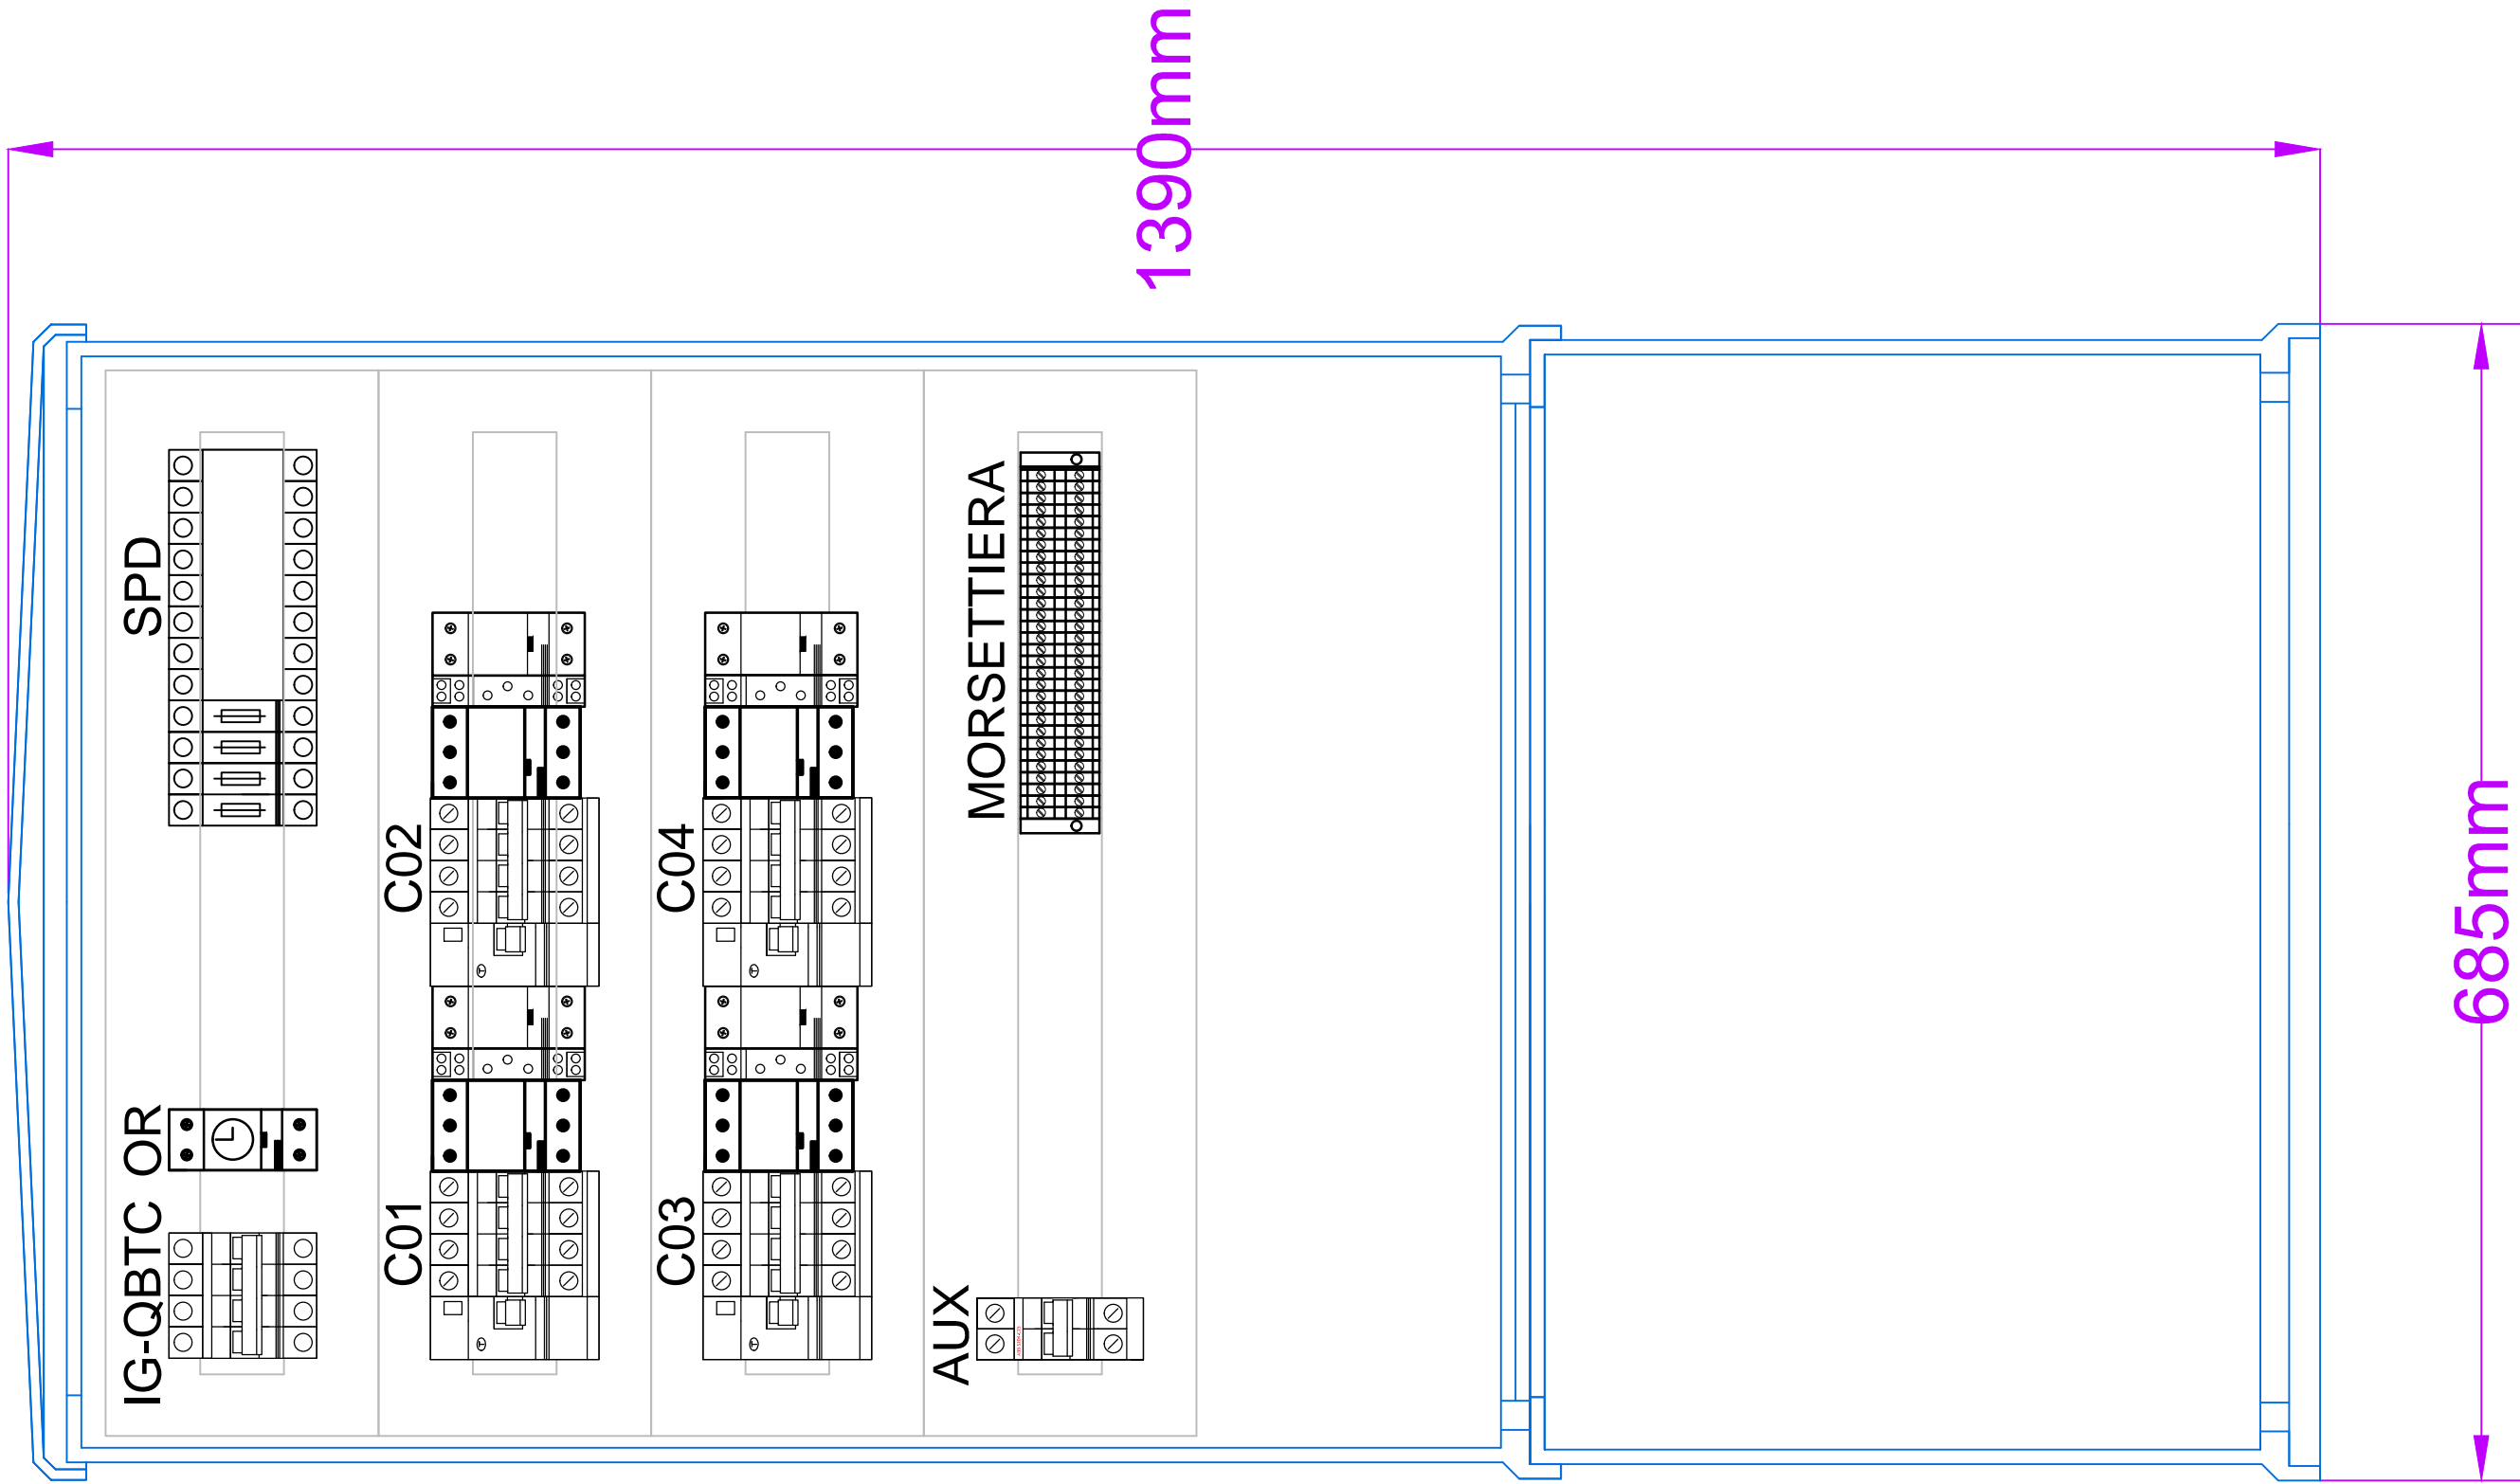 1390mm
685mm
IG-QBTC OR SPD
C01 C02
C03 C04
AUX MORSETTIERA